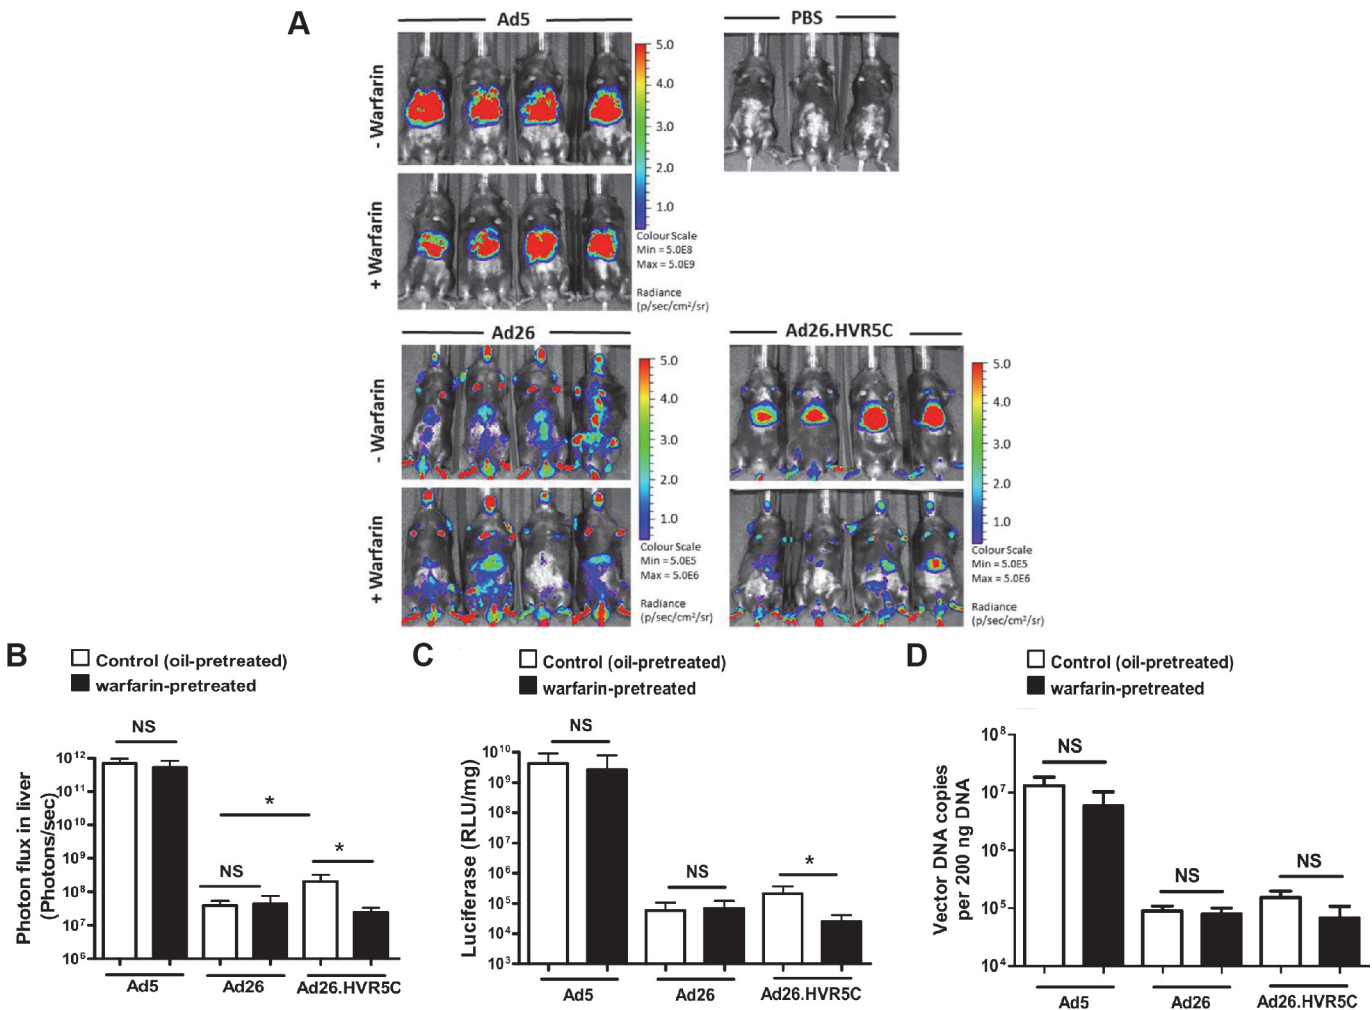 A
Ad5
PBS
- Warfarin
5.0
4.0
3.0
2.0
1.0
+ Warfarin
Colour Scale
Min = 5.0E8
Max = 5.0E9
Radiance
(p/sec/cm²/sr)
Ad26
Ad26.HVR5C
- Warfarin
5.0
4.0
3.0
2.0
1.0
5.0
4.0
3.0
2.0
1.0
+ Warfarin
Colour Scale
Min = 5.0E5
Max = 5.0E6
Radiance
(p/sec/cm²/sr)
Colour Scale
Min = 5.0E5
Max = 5.0E6
Radiance
(p/sec/cm²/sr)
B
Control (oil-pretreated)
warfarin-pretreated
Photon flux in liver
(Photons/sec)
10¹²
10¹¹
10¹⁰
10⁹
10⁸
10⁷
10⁶
NS
NS
*
*
Ad5
Ad26
Ad26.HVR5C
C
Control (oil-pretreated)
warfarin-pretreated
Luciferase (RLU/mg)
10¹⁰
10⁹
10⁸
10⁷
10⁶
10⁵
10⁴
10³
NS
NS
*
Ad5
Ad26
Ad26.HVR5C
D
Control (oil-pretreated)
warfarin-pretreated
Vector DNA copies
per 200 ng DNA
10⁸
10⁷
10⁶
10⁵
10⁴
NS
NS
NS
Ad5
Ad26
Ad26.HVR5C